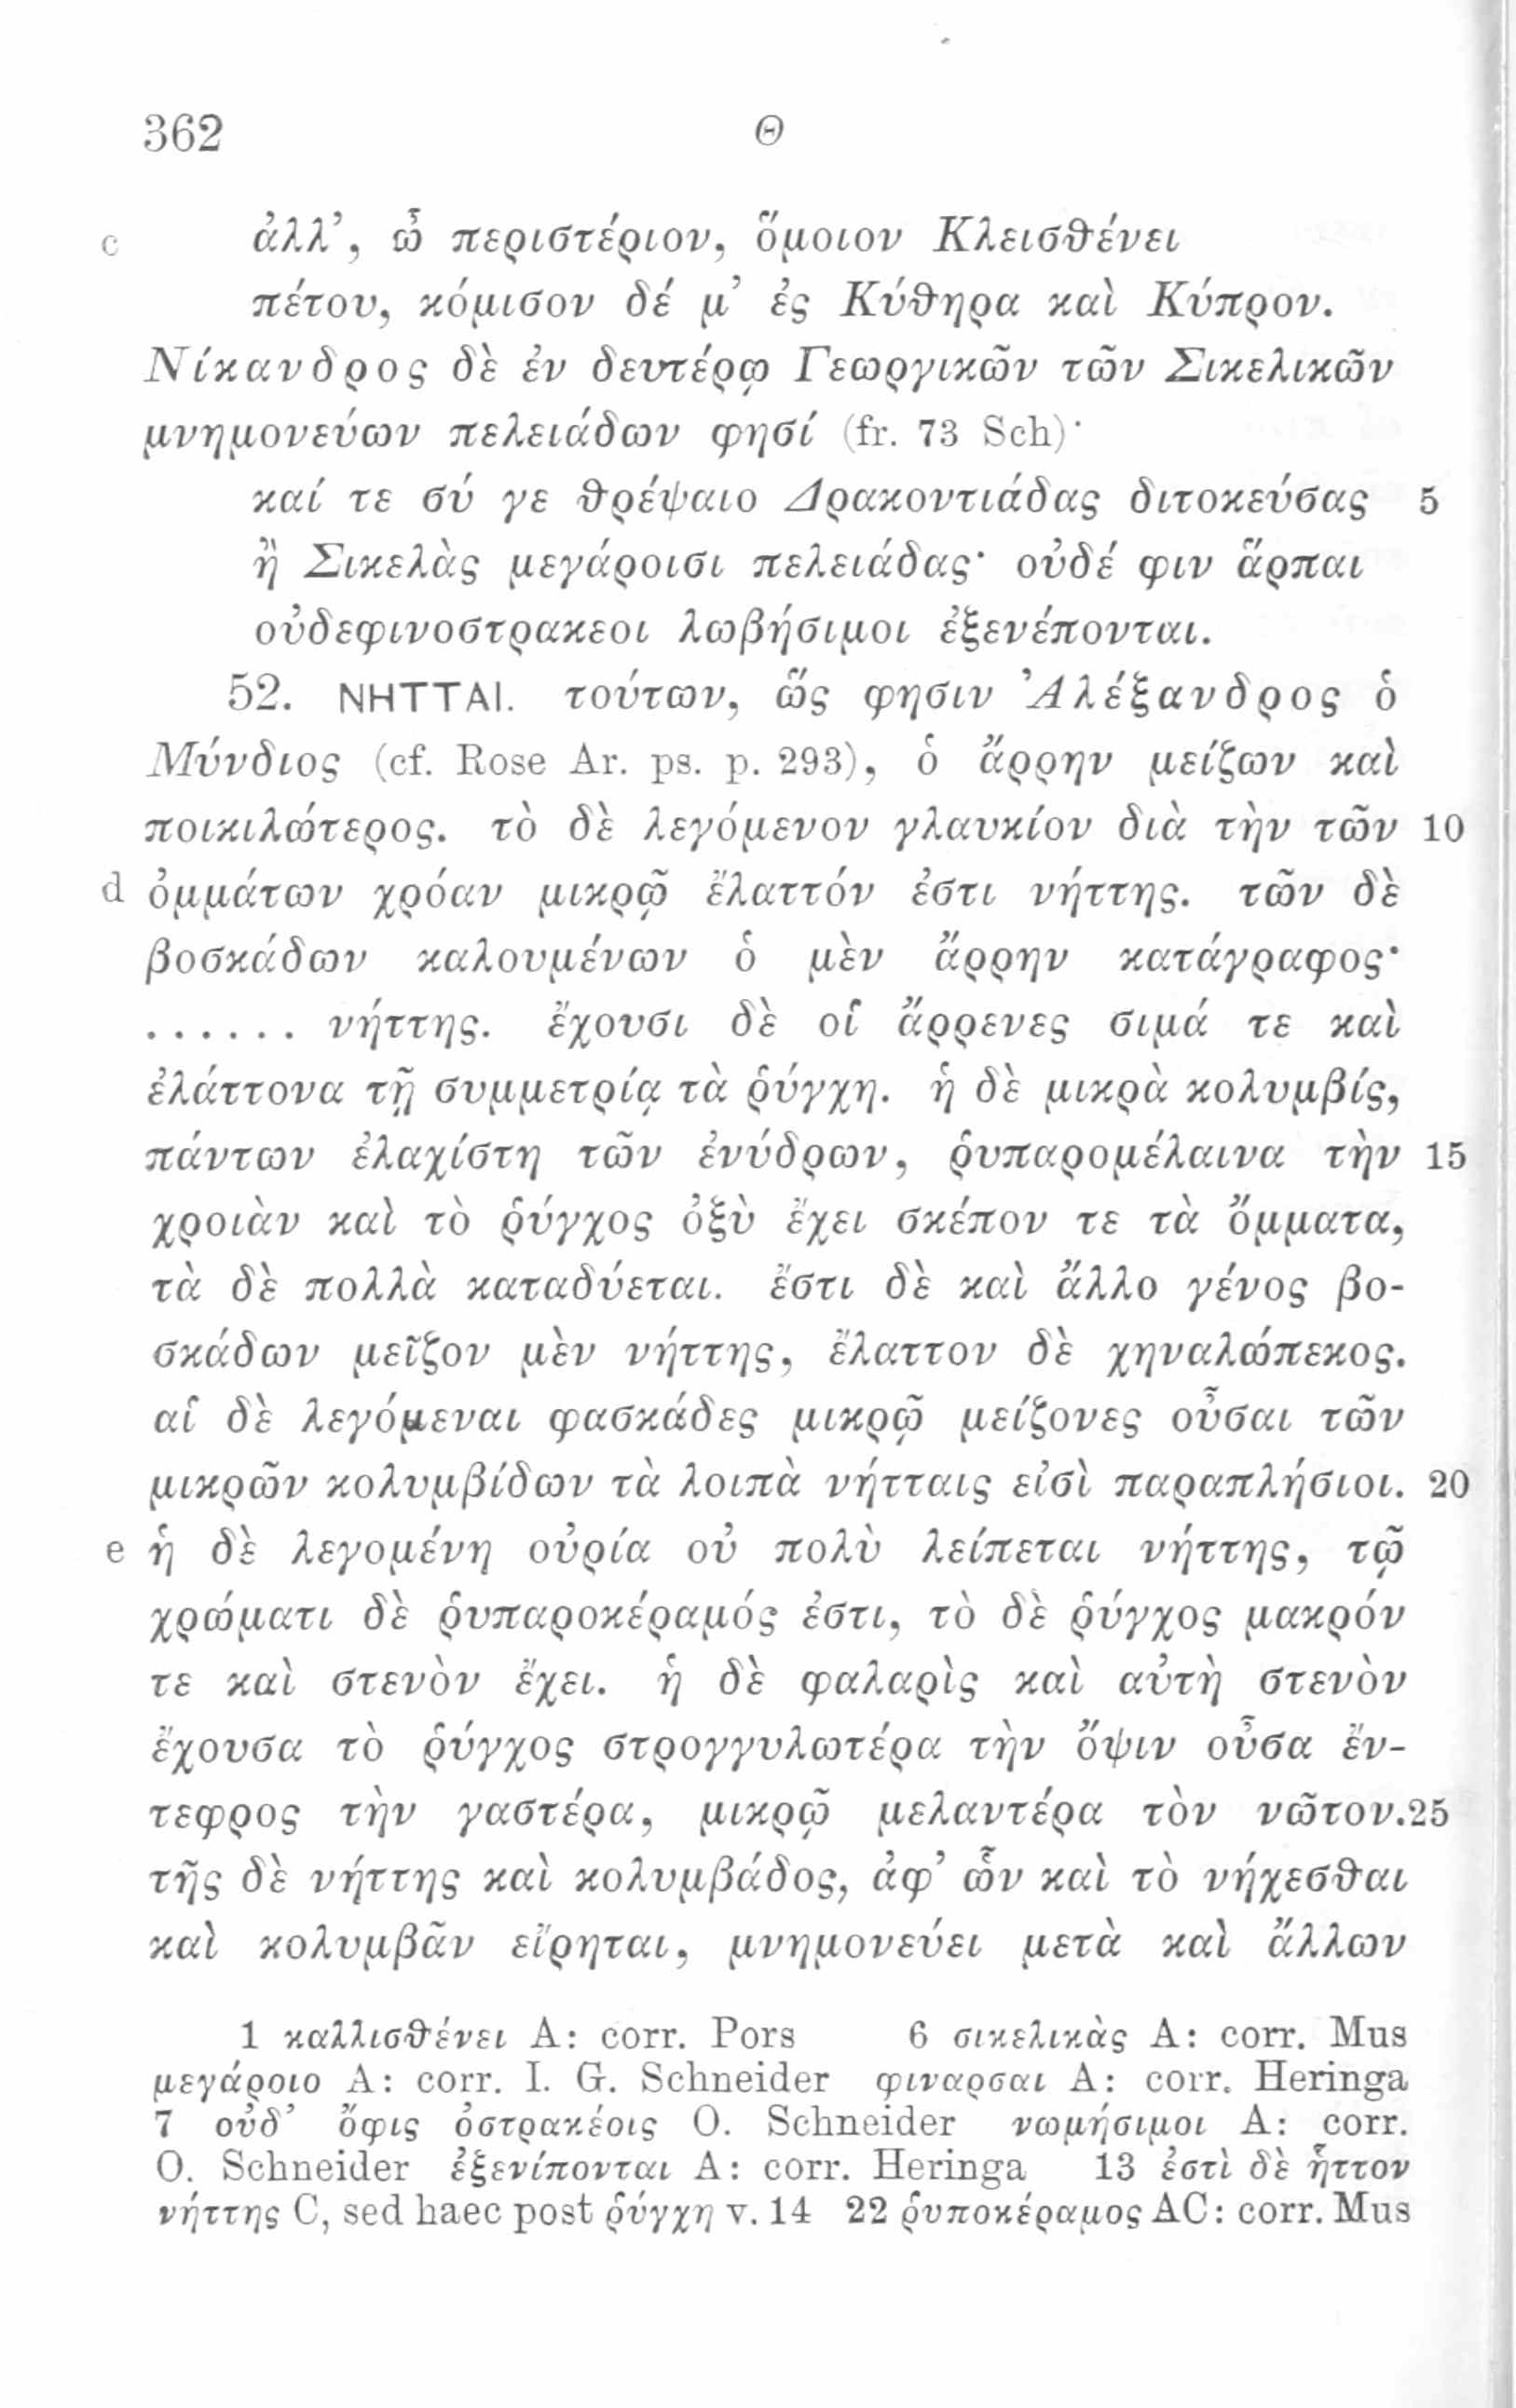 362 Θ
c ἀλλ’, ὦ περιστέριον, ὅμοιον Κλεισθένει
πέτου, κόμισον δέ μ’ ἐς Κύθηρα καὶ Κύπρον.
Νίκανδρος δὲ ἐν δευτέρῳ Γεωργικῶν τῶν Σικελικῶν
μνημονεύων πελειάδων φησί (fr. 73 Sch)·
καί τε σύ γε θρέψαιο Δρακοντιάδας διτοκεύσας 5
ἢ Σικελὰς μεγάροισι πελειάδας· οὐδέ φιν ἅρπαι
οὐδεφινοστρακεοι λωβήσιμοι ἐξενέπονται.
52. ΝΗΤΤΑΙ. τούτων, ὥς φησιν Ἀλέξανδρος ὁ
Μύνδιος (cf. Rose Ar. ps. p. 293), ὁ ἄρρην μείζων καὶ
ποικιλώτερος. τὸ δὲ λεγόμενον γλαυκίον διὰ τὴν τῶν 10
d ὀμμάτων χρόαν μικρῷ ἔλαττόν ἐστι νήττης. τῶν δὲ
βοσκάδων καλουμένων ὁ μὲν ἄρρην κατάγραφος·
. . . . . . νήττης. ἔχουσι δὲ οἱ ἄρρενες σιμά τε καὶ
ἐλάττονα τῇ συμμετρίᾳ τὰ ῥύγχη. ἡ δὲ μικρὰ κολυμβίς,
πάντων ἐλαχίστη τῶν ἐνύδρων, ῥυπαρομέλαινα τὴν 15
χροιὰν καὶ τὸ ῥύγχος ὀξὺ ἔχει σκέπον τε τὰ ὄμματα,
τὰ δὲ πολλὰ καταδύεται. ἔστι δὲ καὶ ἄλλο γένος βο-
σκάδων μεῖζον μὲν νήττης, ἔλαττον δὲ χηναλώπεκος.
αἱ δὲ λεγόμεναι φασκάδες μικρῷ μείζονες οὖσαι τῶν
μικρῶν κολυμβίδων τὰ λοιπὰ νήτταις εἰσὶ παραπλήσιοι. 20
e ἡ δὲ λεγομένη οὐρία οὐ πολὺ λείπεται νήττης, τῷ
χρώματι δὲ ῥυπαροκέραμός ἐστι, τὸ δὲ ῥύγχος μακρόν
τε καὶ στενὸν ἔχει. ἡ δὲ φαλαρὶς καὶ αὐτὴ στενὸν
ἔχουσα τὸ ῥύγχος στρογγυλωτέρα τὴν ὄψιν οὖσα ἔν-
τεφρος τὴν γαστέρα, μικρῷ μελαντέρα τὸν νῶτον. 25
τῆς δὲ νήττης καὶ κολυμβάδος, ἀφ’ ὧν καὶ τὸ νήχεσθαι
καὶ κολυμβᾶν εἴρηται, μνημονεύει μετὰ καὶ ἄλλων
1 καλλισθένει A: corr. Pors 6 σικελικὰς A: corr. Mus
μεγάροιο A: corr. I. G. Schneider φιναρσαι A: corr. Heringa
7 οὐδ’ ὄφις ὀστρακέοις O. Schneider νωμήσιμοι A: corr.
O. Schneider ἐξενίπονται A: corr. Heringa 13 ἐστὶ δὲ ἧττον
νήττης C, sed haec post ῥύγχη v. 14 22 ῥυποκέραμος AC: corr. Mus